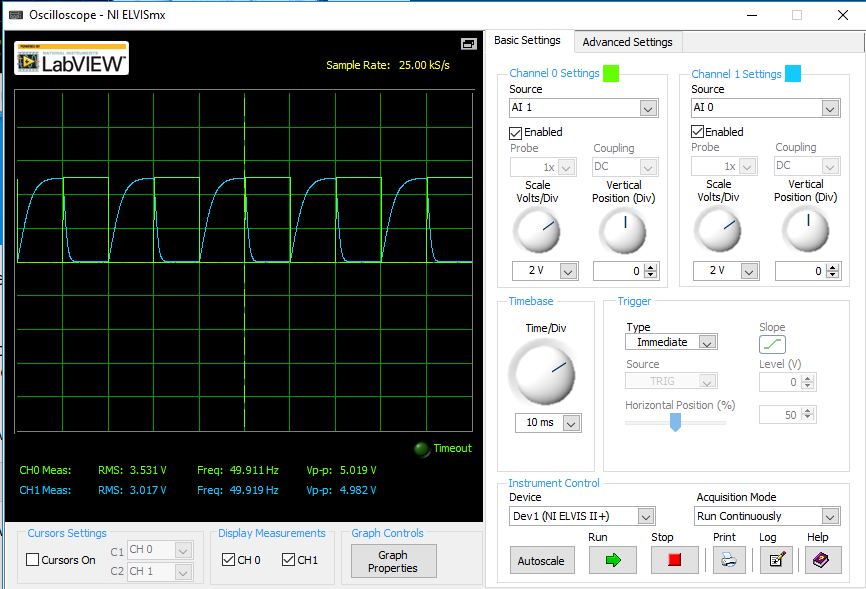 Oscilloscope - NI ELVISmx
POWERED BY
NATIONAL INSTRUMENTS
LabVIEW™
Sample Rate: 25.00 kS/s
Timeout
CH0 Meas: RMS: 3.531 V Freq: 49.911 Hz Vp-p: 5.019 V
CH1 Meas: RMS: 3.017 V Freq: 49.919 Hz Vp-p: 4.982 V
Cursors Settings
Cursors On
C1 CH 0
C2 CH 1
Display Measurements
CH 0 CH1
Graph Controls
Graph
Properties
Basic Settings Advanced Settings
Channel 0 Settings
Source
AI 1
Enabled
Probe Coupling
1x DC
Scale Vertical
Volts/Div Position (Div)
2 V 0
Channel 1 Settings
Source
AI 0
Enabled
Probe Coupling
1x DC
Scale Vertical
Volts/Div Position (Div)
2 V 0
Timebase
Time/Div
10 ms
Trigger
Type Slope
Immediate
Source Level (V)
TRIG 0
Horizontal Position (%)
50
Instrument Control
Device Acquisition Mode
Dev1 (NI ELVIS II+) Run Continuously
Run Stop Print Log Help
Autoscale